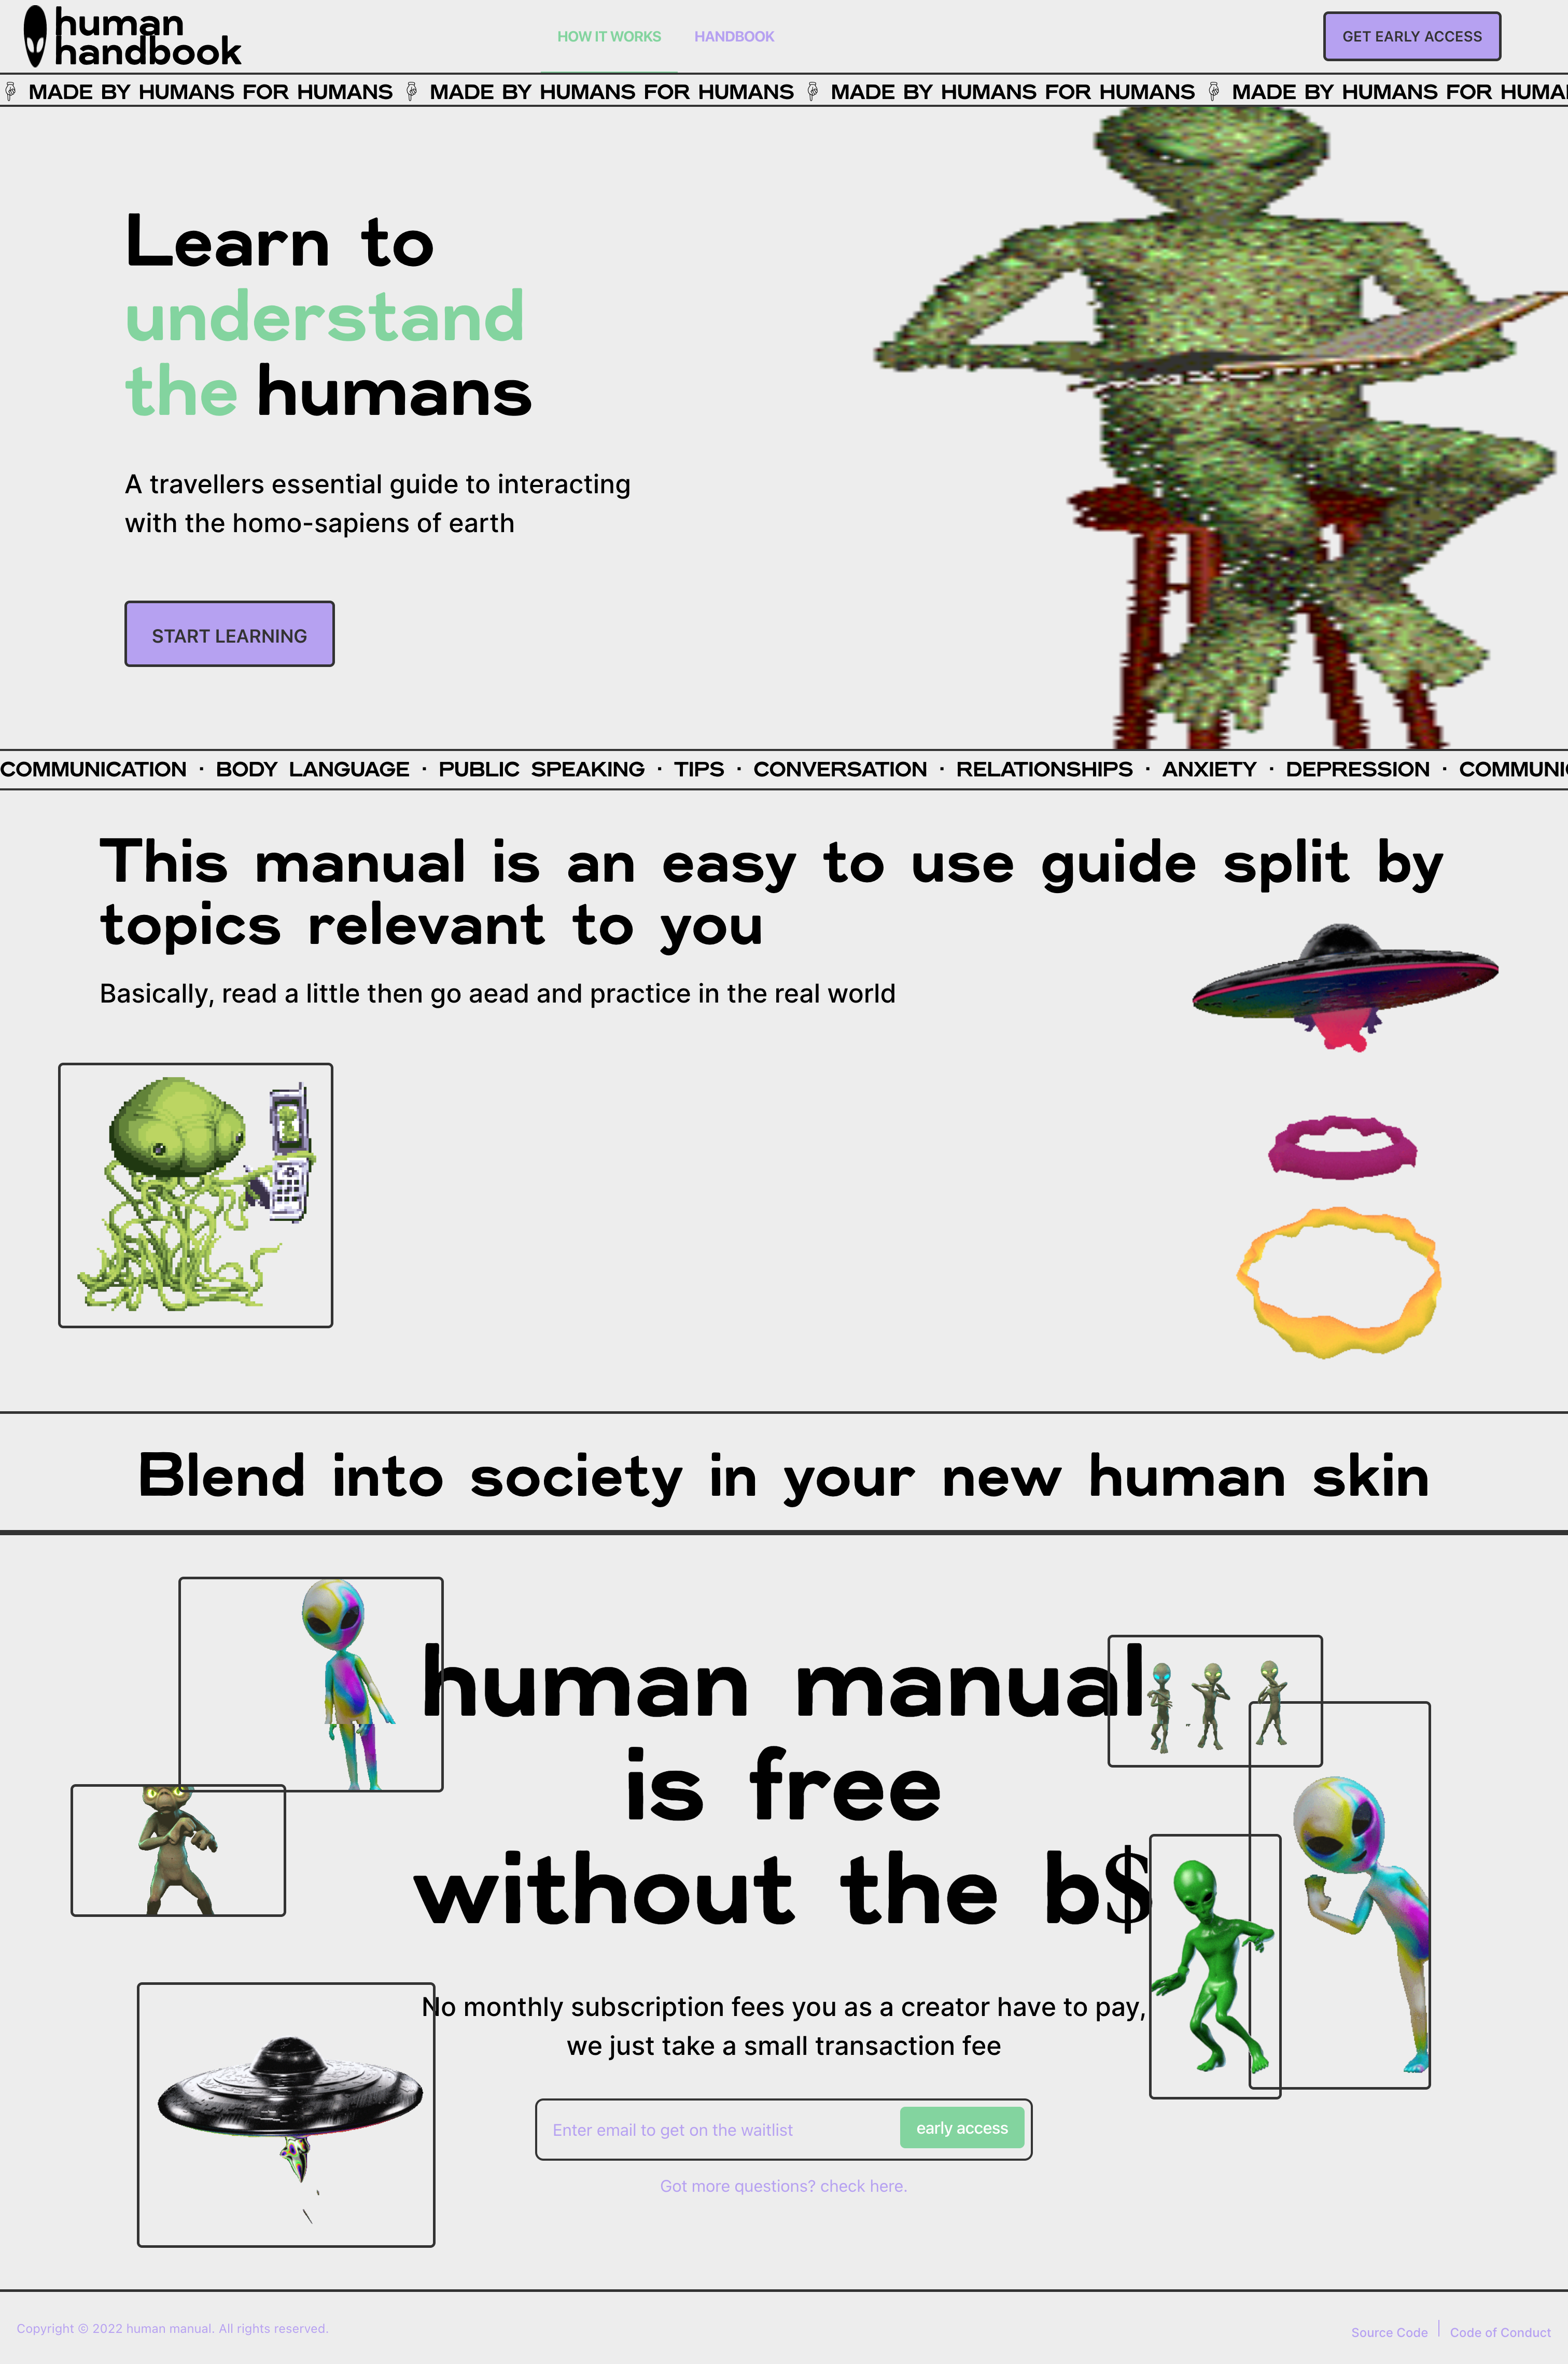 human
handbook
HOW IT WORKS
HANDBOOK
GET EARLY ACCESS
☟ MADE BY HUMANS FOR HUMANS ☟ MADE BY HUMANS FOR HUMANS ☟ MADE BY HUMANS FOR HUMANS ☟ MADE BY HUMANS FOR HUMA
Learn to
understand
the humans
A travellers essential guide to interacting
with the homo-sapiens of earth
START LEARNING
COMMUNICATION · BODY LANGUAGE · PUBLIC SPEAKING · TIPS · CONVERSATION · RELATIONSHIPS · ANXIETY · DEPRESSION · COMMUNI
This manual is an easy to use guide split by
topics relevant to you
Basically, read a little then go aead and practice in the real world
Blend into society in your new human skin
human manual
is free
without the b$
No monthly subscription fees you as a creator have to pay,
we just take a small transaction fee
Enter email to get on the waitlist
early access
Got more questions? check here.
Copyright © 2022 human manual. All rights reserved.
Source Code
Code of Conduct